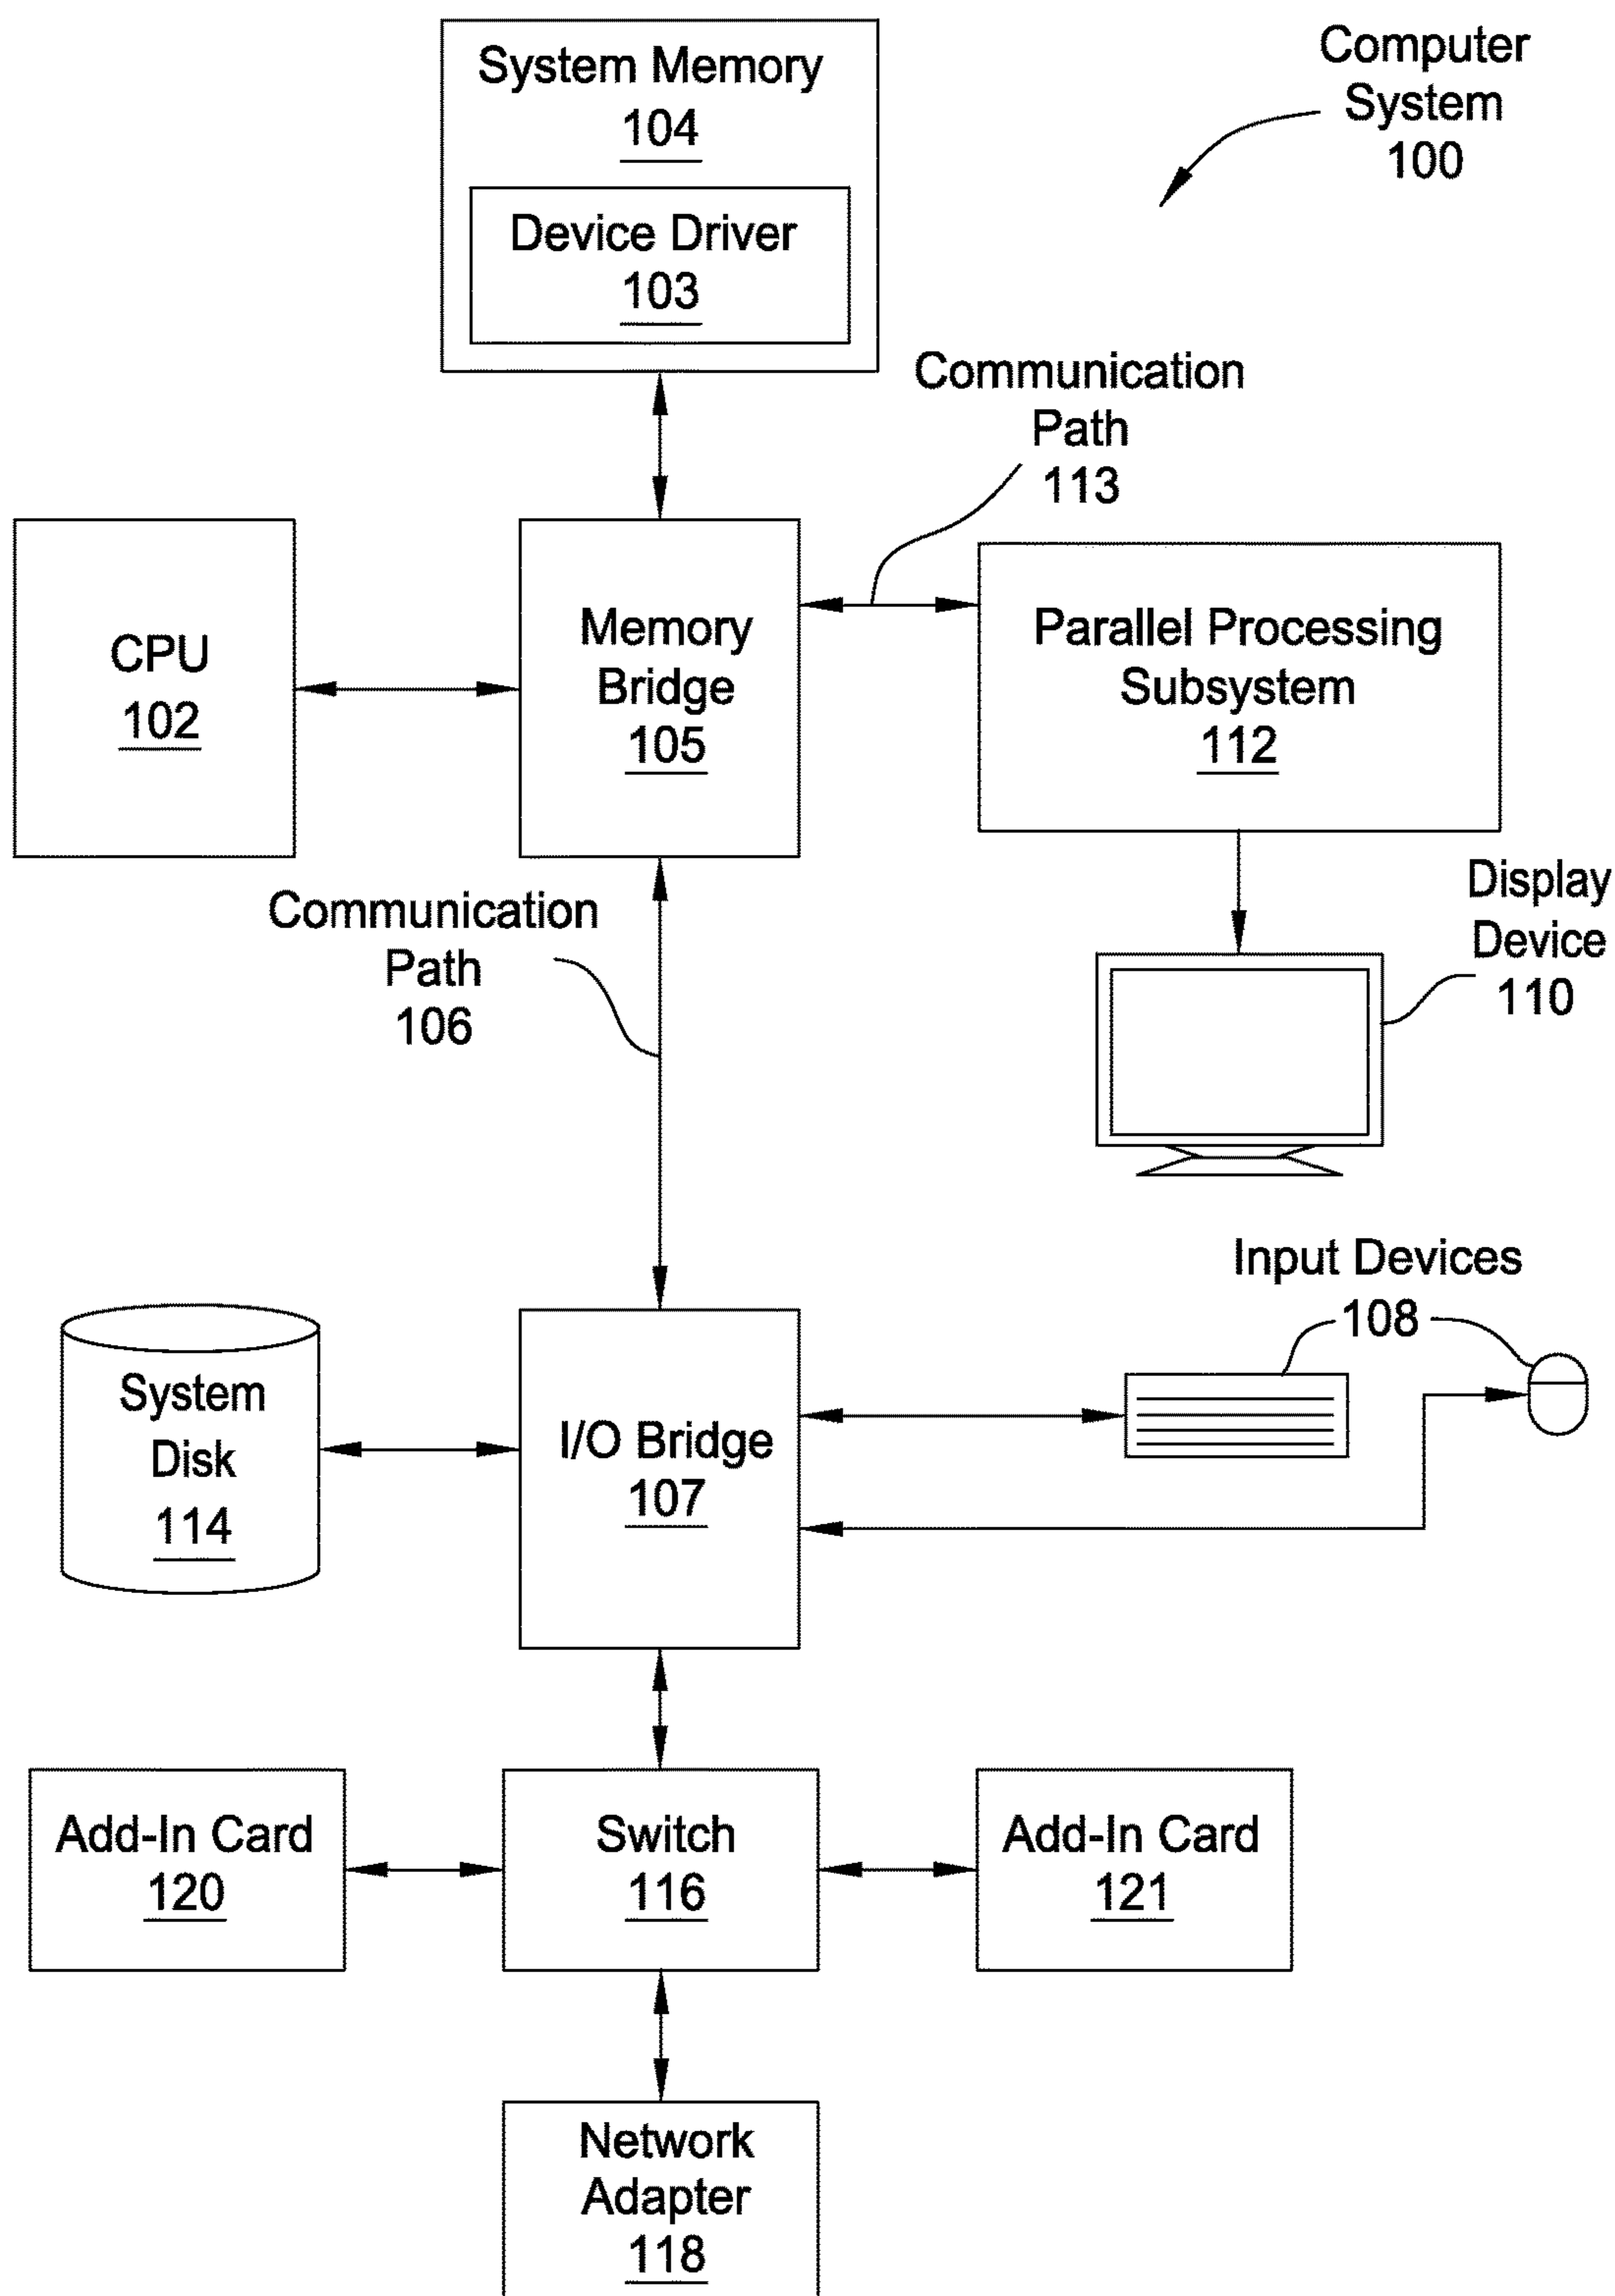 System Memory
104
Device Driver
103
Computer
System
100
Communication
Path
113
CPU
102
Memory
Bridge
105
Parallel Processing
Subsystem
112
Communication
Path
106
Display
Device
110
Input Devices
108
System
Disk
114
I/O Bridge
107
Add-In Card
120
Switch
116
Add-In Card
121
Network
Adapter
118